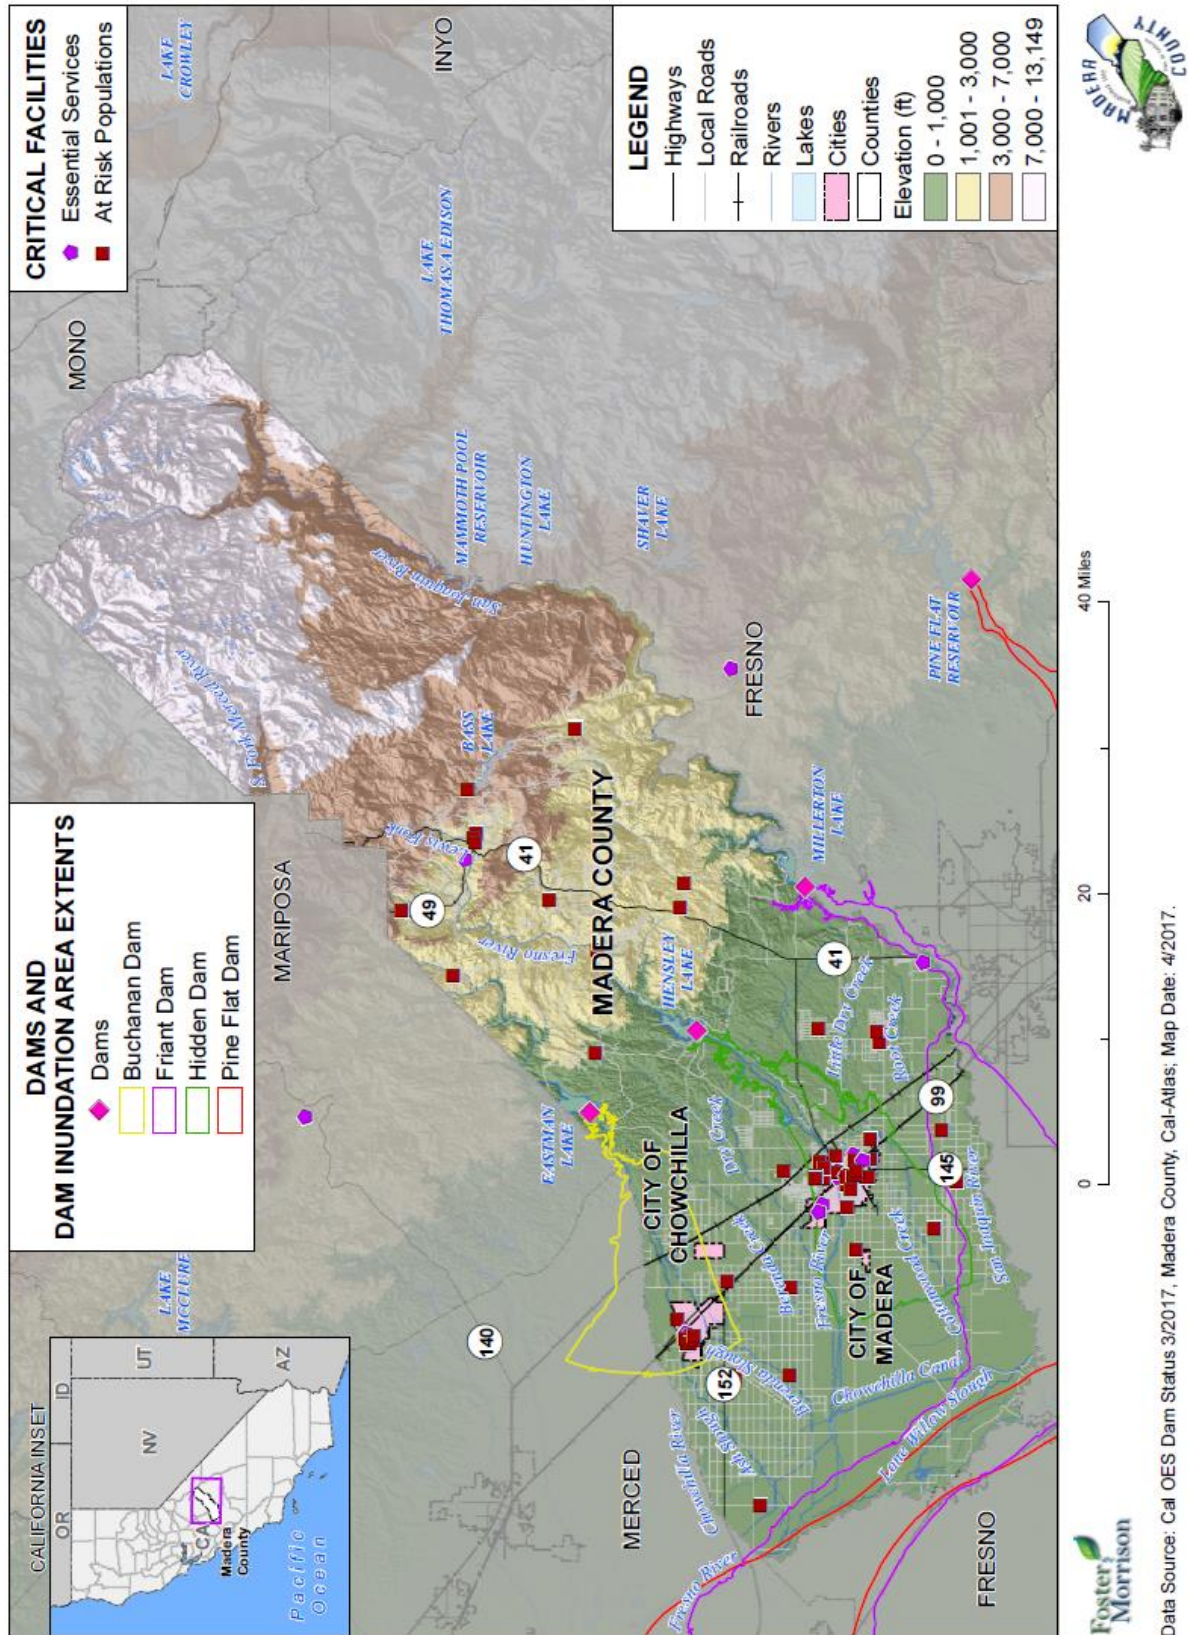 CALIFORNIA INSET
OR
ID
NV
UT
CA
AZ
Madera
County
Pacific
Ocean
DAMS AND
DAM INUNDATION AREA EXTENTS
Dams
Buchanan Dam
Friant Dam
Hidden Dam
Pine Flat Dam
CRITICAL FACILITIES
Essential Services
At Risk Populations
LAKE
MCCLURE
MARIPOSA
MONO
LAKE
CROWLEY
INYO
LAKE
THOMAS A EDISON
S. Fork Merced River
San Joaquin River
MAMMOTH POOL
RESERVOIR
HUNTINGTON
LAKE
SHAVER
LAKE
BASS
LAKE
Lewis Fork
49
41
Fresno River
MADERA COUNTY
140
EASTMAN
LAKE
HENSLEY
LAKE
MERCED
CITY OF
CHOWCHILLA
Dry Creek
Chowchilla River
Ash Slough
152
Berenda Slough
Berenda Creek
Fresno River
CITY OF
MADERA
Cottonwood Creek
Chowchilla Canal
Lone Willow Slough
Fresno River
Little Dry Creek
Root Creek
41
99
145
San Joaquin River
MILLERTON
LAKE
FRESNO
PINE FLAT
RESERVOIR
FRESNO
LEGEND
Highways
Local Roads
Railroads
Rivers
Lakes
Cities
Counties
Elevation (ft)
0 - 1,000
1,001 - 3,000
3,000 - 7,000
7,000 - 13,149
Foster
Morrison
0
20
40 Miles
MADERA
COUNTY
Data Source: Cal OES Dam Status 3/2017, Madera County, Cal-Atlas; Map Date: 4/2017.